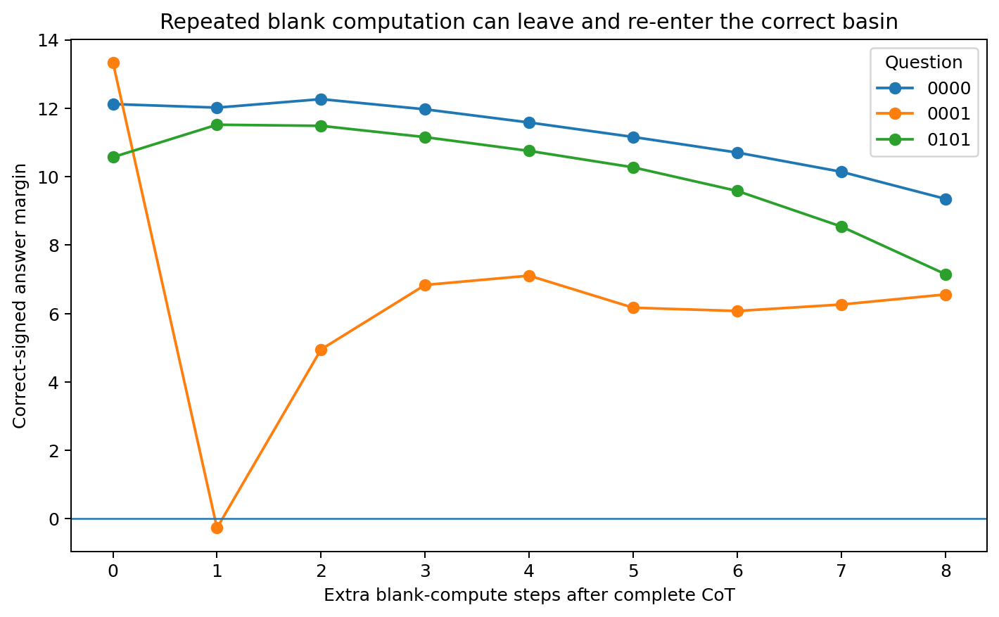 Repeated blank computation can leave and re-enter the correct basin
14
12
10
8
6
4
2
0
Correct-signed answer margin
Question
0000
0001
0101
0 1 2 3 4 5 6 7 8
Extra blank-compute steps after complete CoT